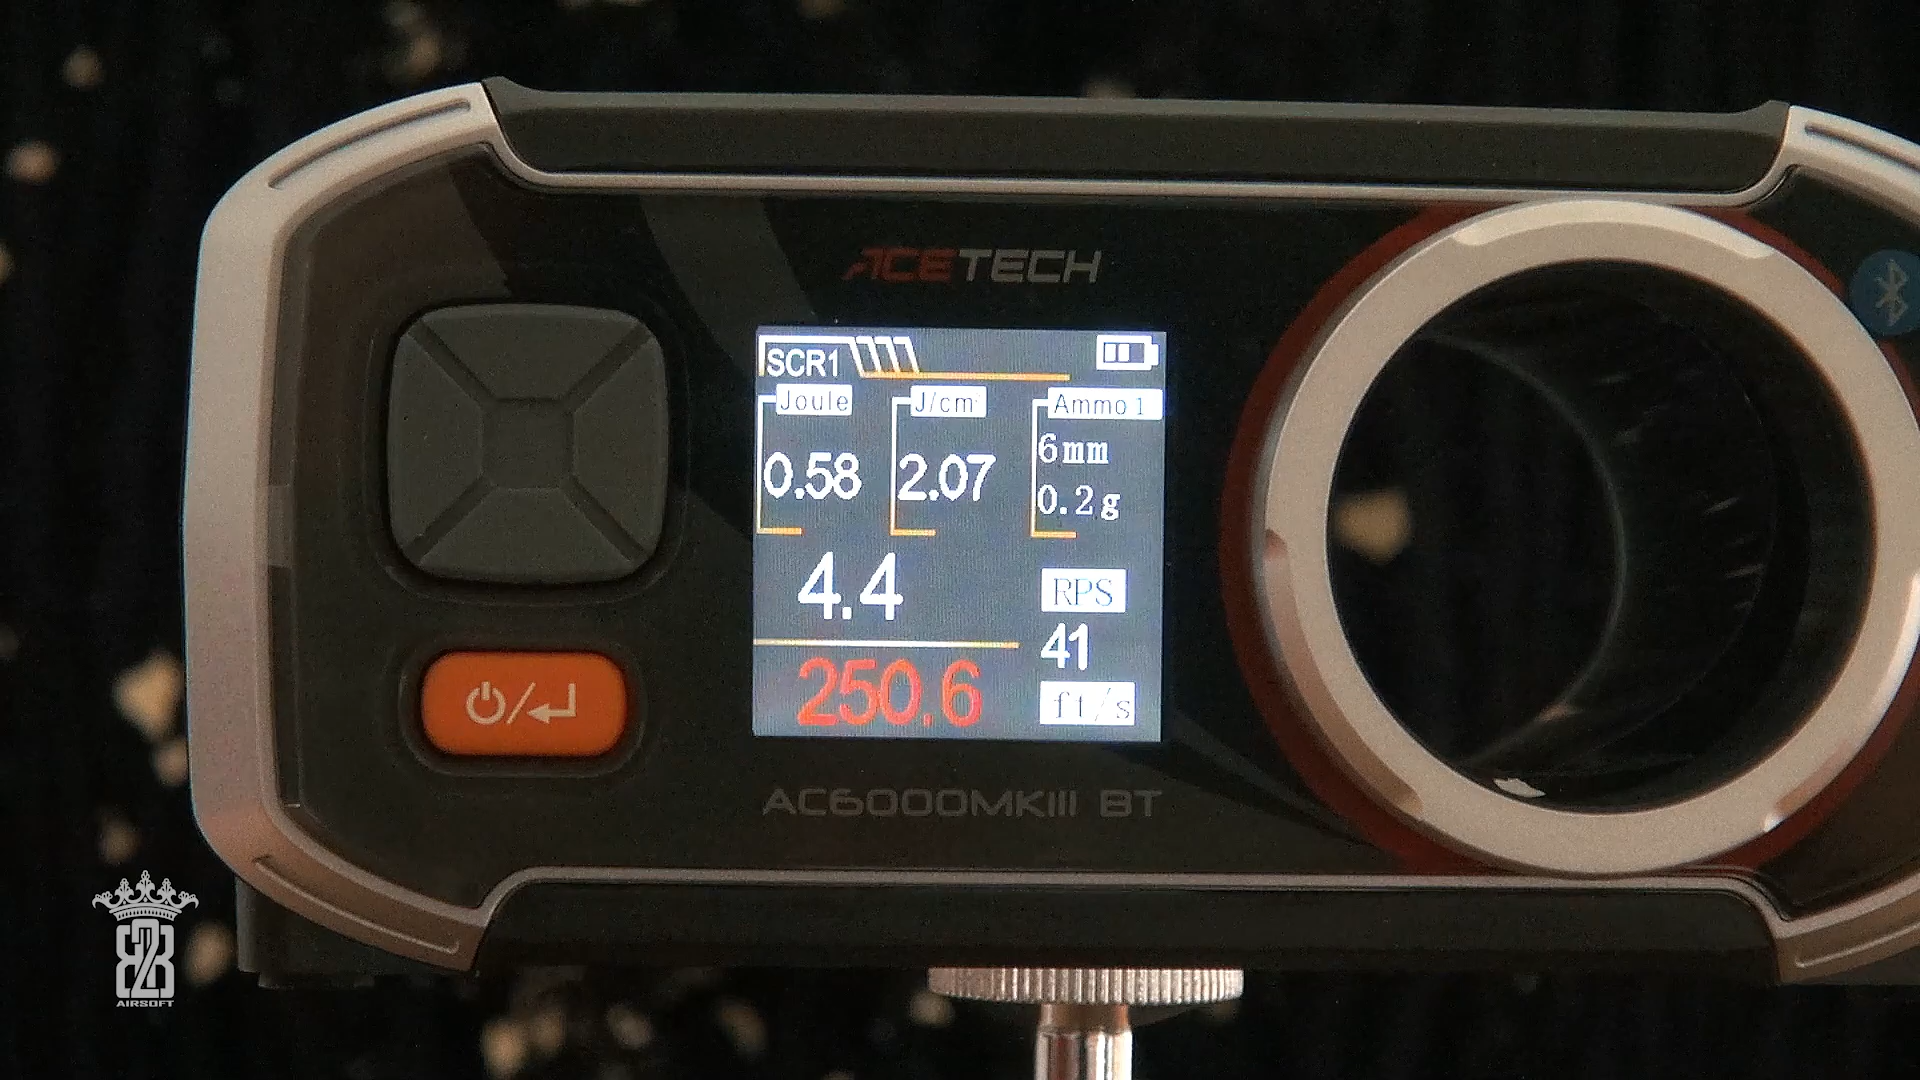 ACETECH
SCR1
Joule
J/cm
Ammo 1
0.58
2.07
6mm
0.2g
4.4
RPS
41
250.6
ft/s
AC6000MKIII BT
B2B
AIRSOFT